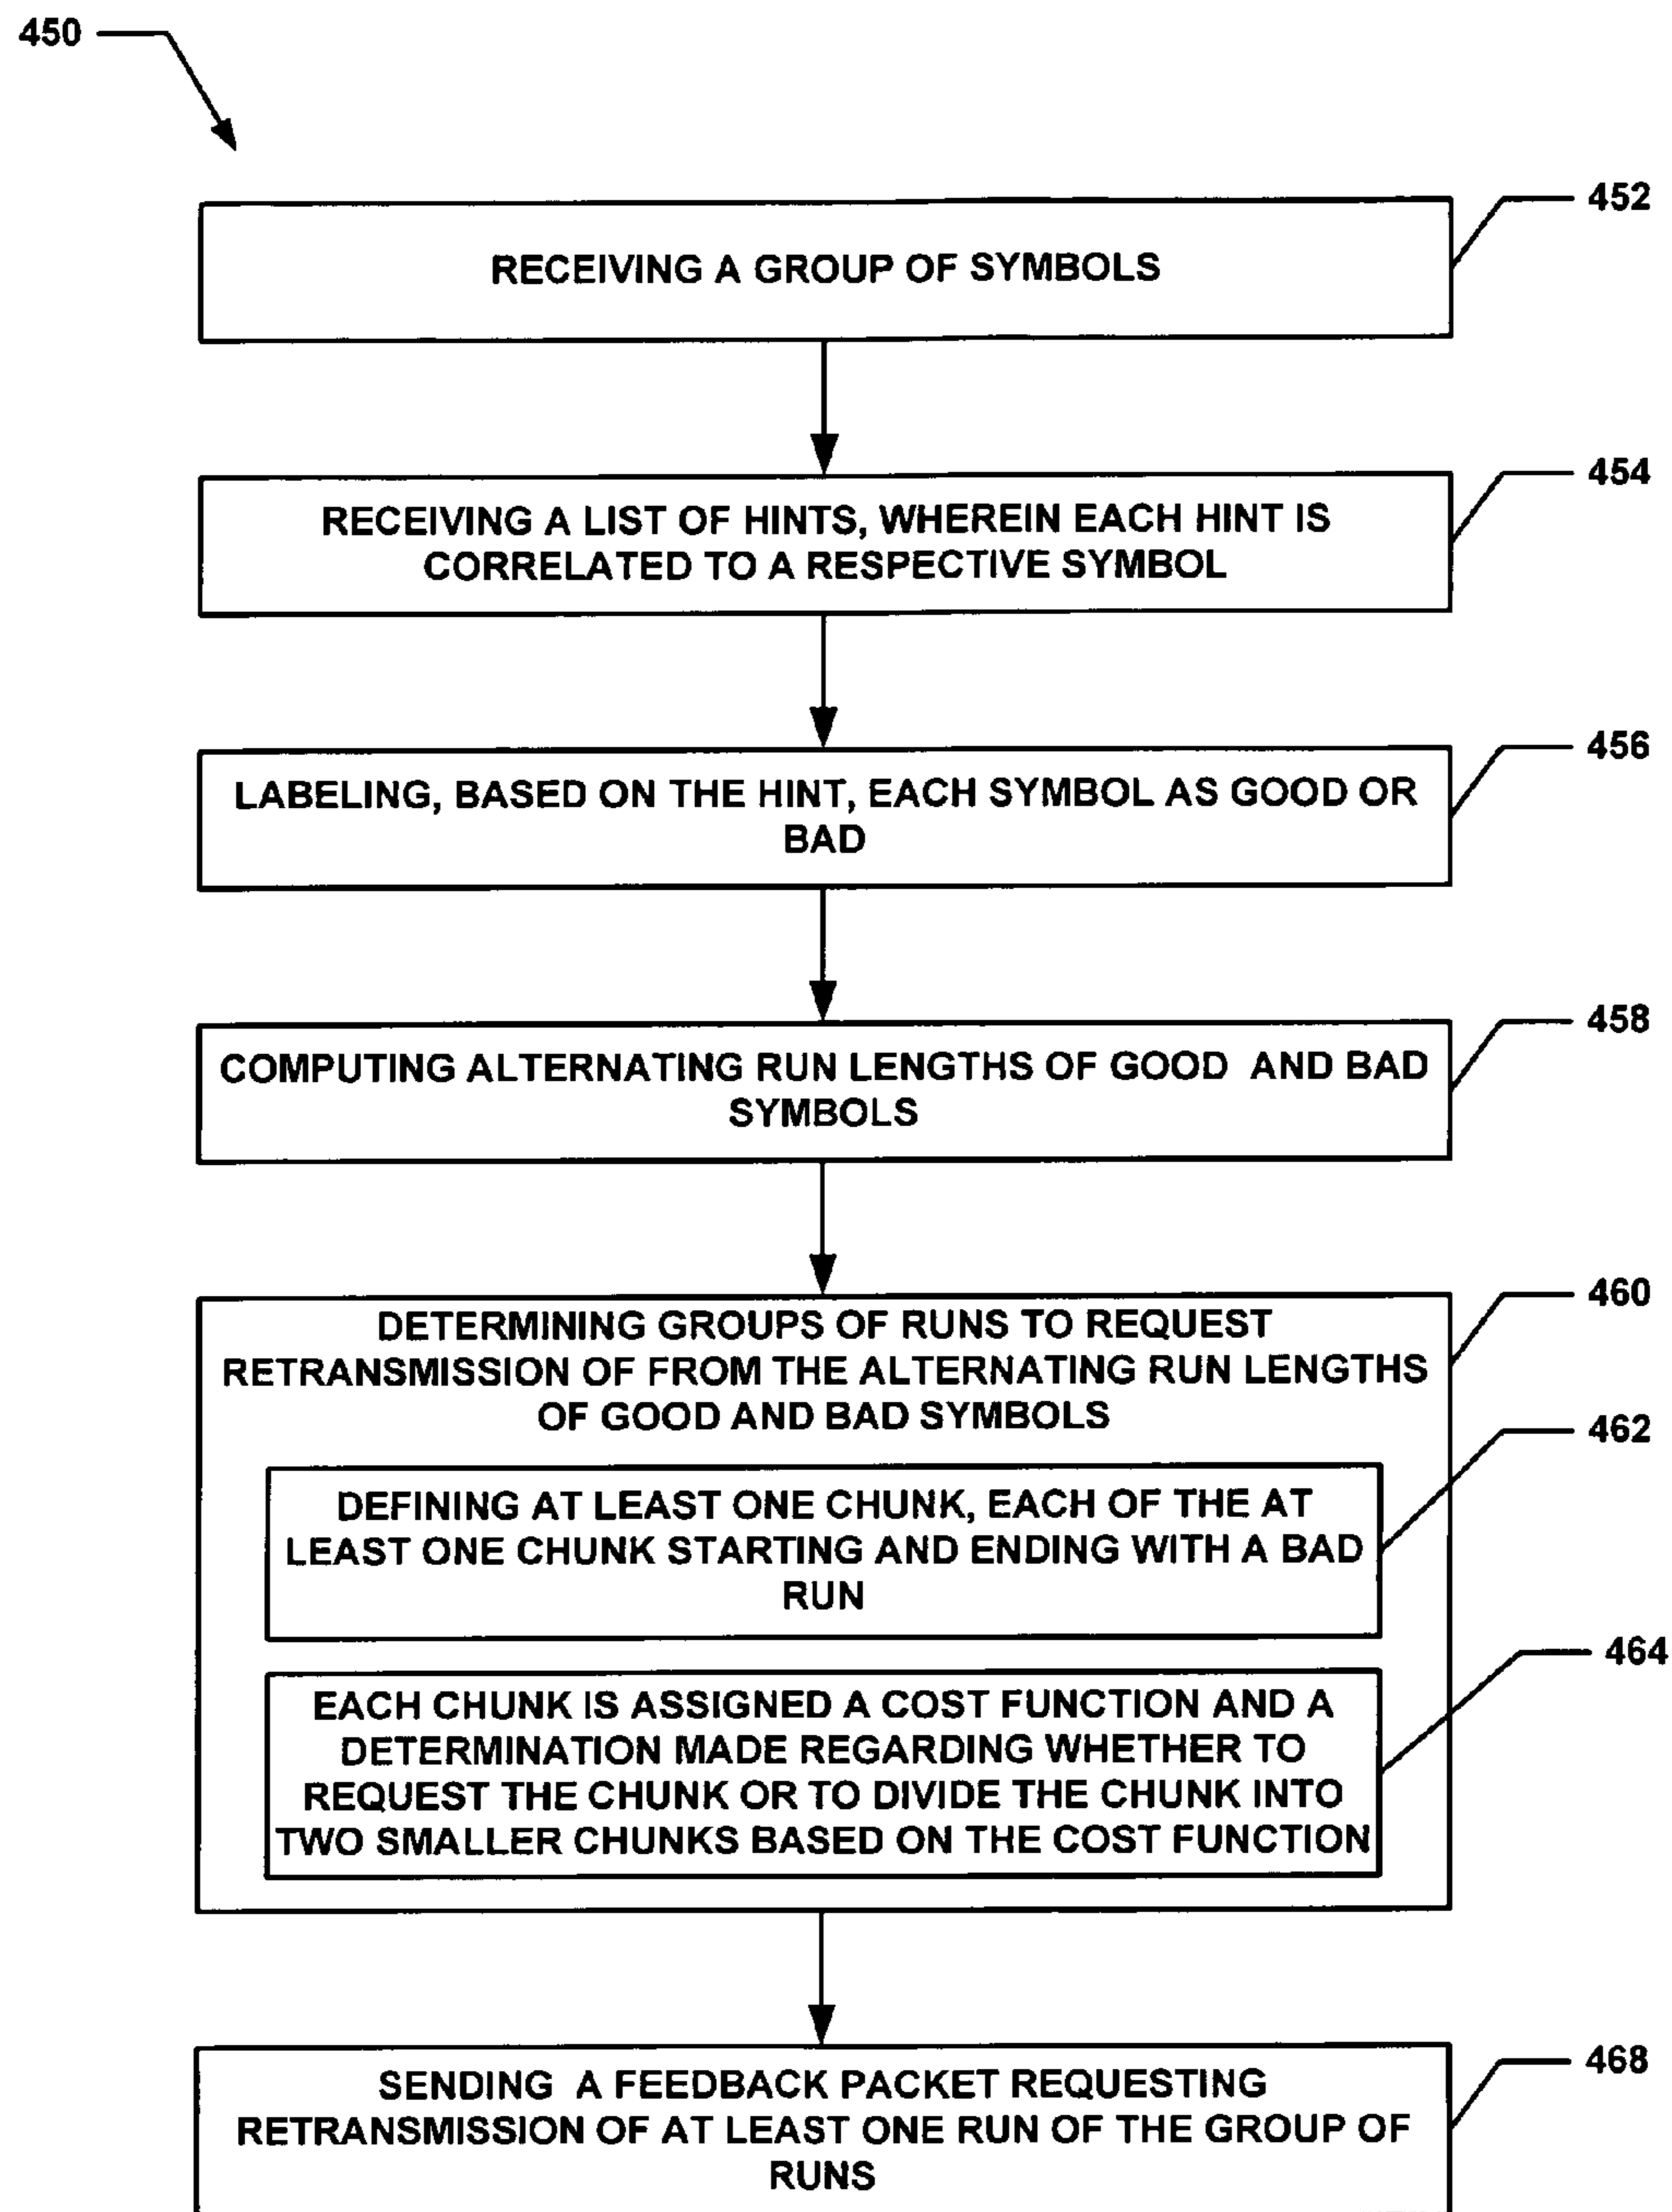 450
452
RECEIVING A GROUP OF SYMBOLS
454
RECEIVING A LIST OF HINTS, WHEREIN EACH HINT IS
CORRELATED TO A RESPECTIVE SYMBOL
456
LABELING, BASED ON THE HINT, EACH SYMBOL AS GOOD OR
BAD
458
COMPUTING ALTERNATING RUN LENGTHS OF GOOD AND BAD
SYMBOLS
460
DETERMINING GROUPS OF RUNS TO REQUEST
RETRANSMISSION OF FROM THE ALTERNATING RUN LENGTHS
OF GOOD AND BAD SYMBOLS
462
DEFINING AT LEAST ONE CHUNK, EACH OF THE AT
LEAST ONE CHUNK STARTING AND ENDING WITH A BAD
RUN
464
EACH CHUNK IS ASSIGNED A COST FUNCTION AND A
DETERMINATION MADE REGARDING WHETHER TO
REQUEST THE CHUNK OR TO DIVIDE THE CHUNK INTO
TWO SMALLER CHUNKS BASED ON THE COST FUNCTION
468
SENDING A FEEDBACK PACKET REQUESTING
RETRANSMISSION OF AT LEAST ONE RUN OF THE GROUP OF
RUNS